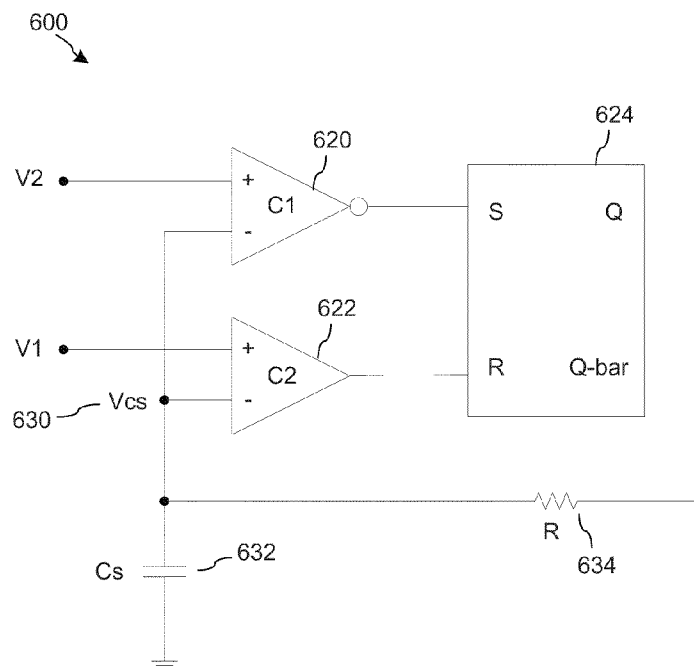 600
620
624
V2
+
C1
-
S
Q
622
V1
+
C2
-
R
Q-bar
630
Vcs
R
634
Cs
632